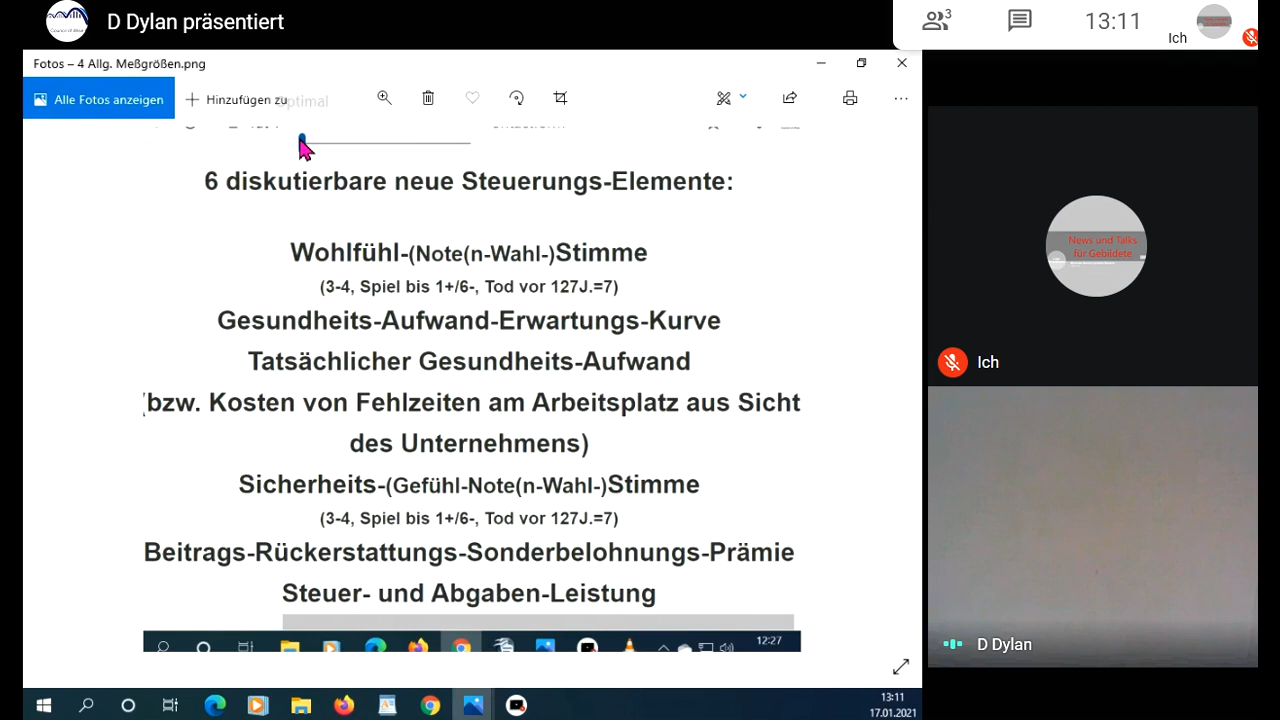 D Dylan präsentiert
3
13:11
Ich
Fotos – 4 Allg. Meßgrößen.png
Alle Fotos anzeigen
Hinzufügen zu
6 diskutierbare neue Steuerungs-Elemente:
Wohlfühl-(Note(n-Wahl-)Stimme
(3-4, Spiel bis 1+/6-, Tod vor 127J.=7)
Gesundheits-Aufwand-Erwartungs-Kurve
Tatsächlicher Gesundheits-Aufwand
(bzw. Kosten von Fehlzeiten am Arbeitsplatz aus Sicht
des Unternehmens)
Sicherheits-(Gefühl-Note(n-Wahl-)Stimme
(3-4, Spiel bis 1+/6-, Tod vor 127J.=7)
Beitrags-Rückerstattungs-Sonderbelohnungs-Prämie
Steuer- und Abgaben-Leistung
12:27
13:11
17.01.2021
News und Talks
für Gebildete
Ich
D Dylan